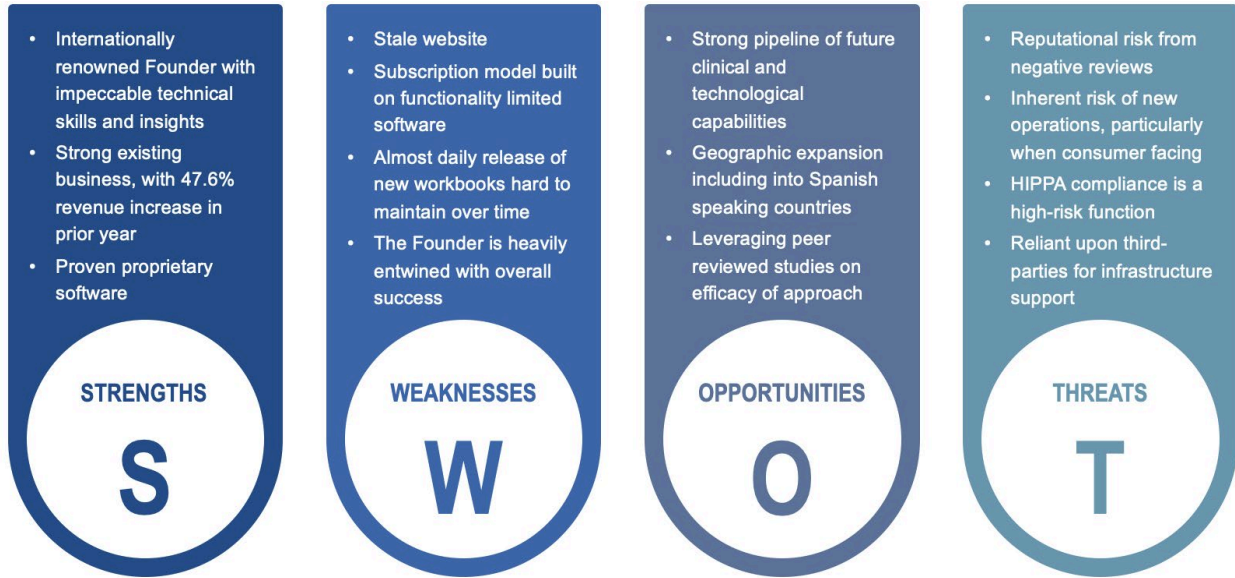 • Internationally
renowned Founder with
impeccable technical
skills and insights
• Strong existing
business, with 47.6%
revenue increase in
prior year
• Proven proprietary
software
STRENGTHS
S
• Stale website
• Subscription model built
on functionality limited
software
• Almost daily release of
new workbooks hard to
maintain over time
• The Founder is heavily
entwined with overall
success
WEAKNESSES
W
• Strong pipeline of future
clinical and
technological
capabilities
• Geographic expansion
including into Spanish
speaking countries
• Leveraging peer
reviewed studies on
efficacy of approach
OPPORTUNITIES
O
• Reputational risk from
negative reviews
• Inherent risk of new
operations, particularly
when consumer facing
• HIPPA compliance is a
high-risk function
• Reliant upon third-
parties for infrastructure
support
THREATS
T